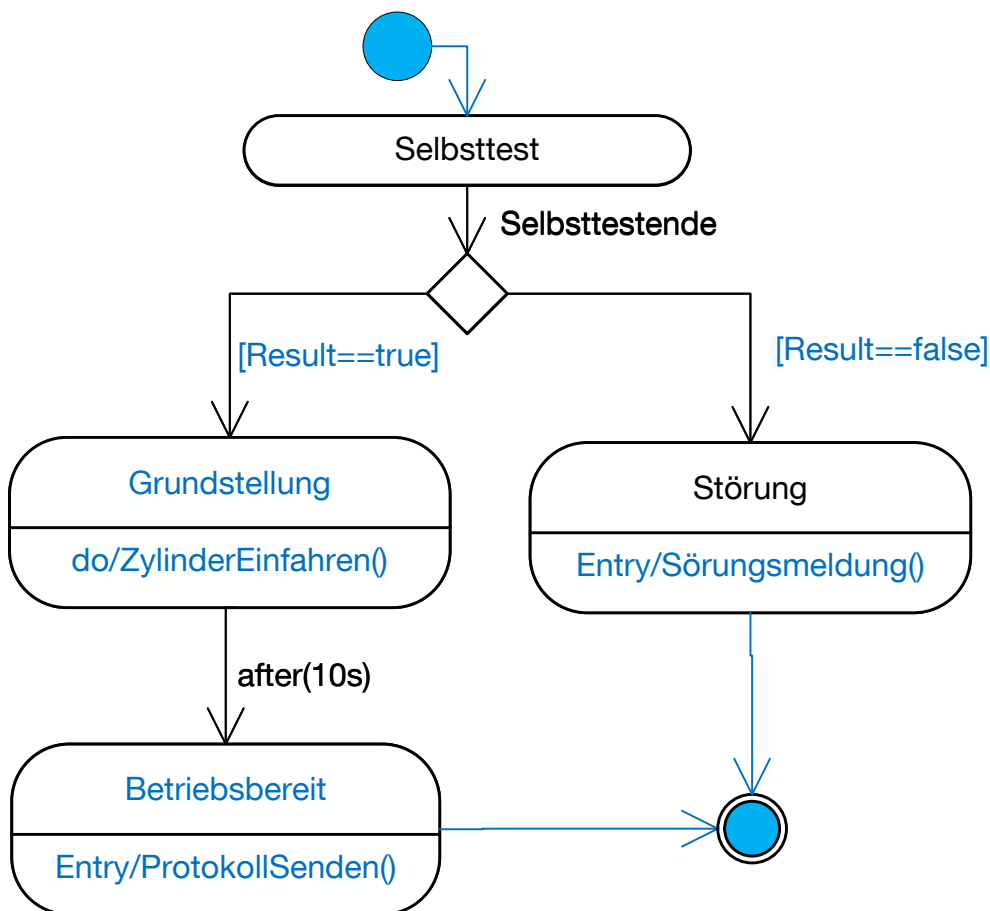 Selbsttest
Selbsttestende
[Result==true]
[Result==false]
Grundstellung
do/ZylinderEinfahren()
Störung
Entry/Sörungsmeldung()
after(10s)
Betriebsbereit
Entry/ProtokollSenden()